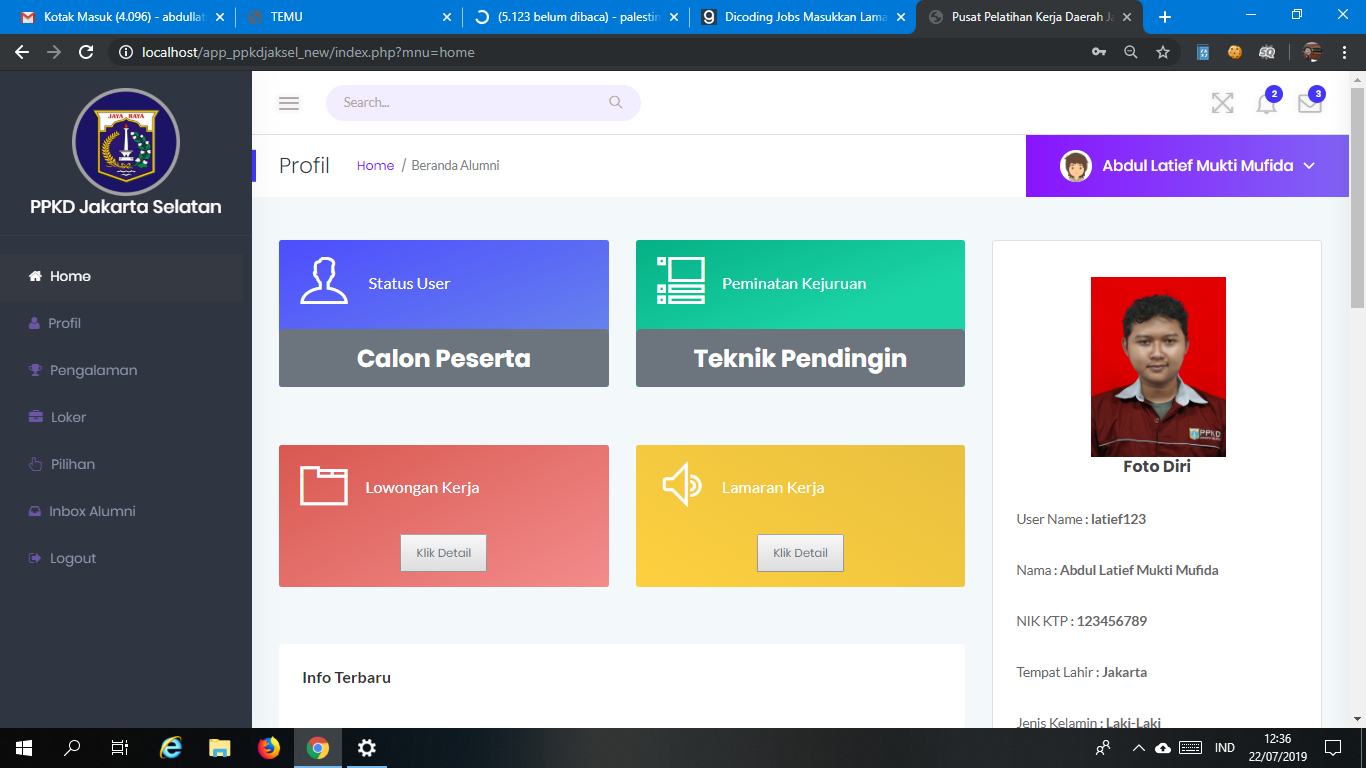 Kotak Masuk (4.096) - abdullat
TEMU
(5.123 belum dibaca) - palestin
Dicoding Jobs Masukkan Lama
Pusat Pelatihan Kerja Daerah Ja
localhost/app_ppkdjaksel_new/index.php?mnu=home
JAYA RAYA
PPKD Jakarta Selatan
Home
Profil
Pengalaman
Loker
Pilihan
Inbox Alumni
Logout
Search...
2
3
Profil
Home / Beranda Alumni
Abdul Latief Mukti Mufida
Status User
Calon Peserta
Peminatan Kejuruan
Teknik Pendingin
Lowongan Kerja
Klik Detail
Lamaran Kerja
Klik Detail
Info Terbaru
PPKD
Foto Diri
User Name : latief123
Nama : Abdul Latief Mukti Mufida
NIK KTP : 123456789
Tempat Lahir : Jakarta
Jenis Kelamin : Laki-Laki
IND
12:36
22/07/2019